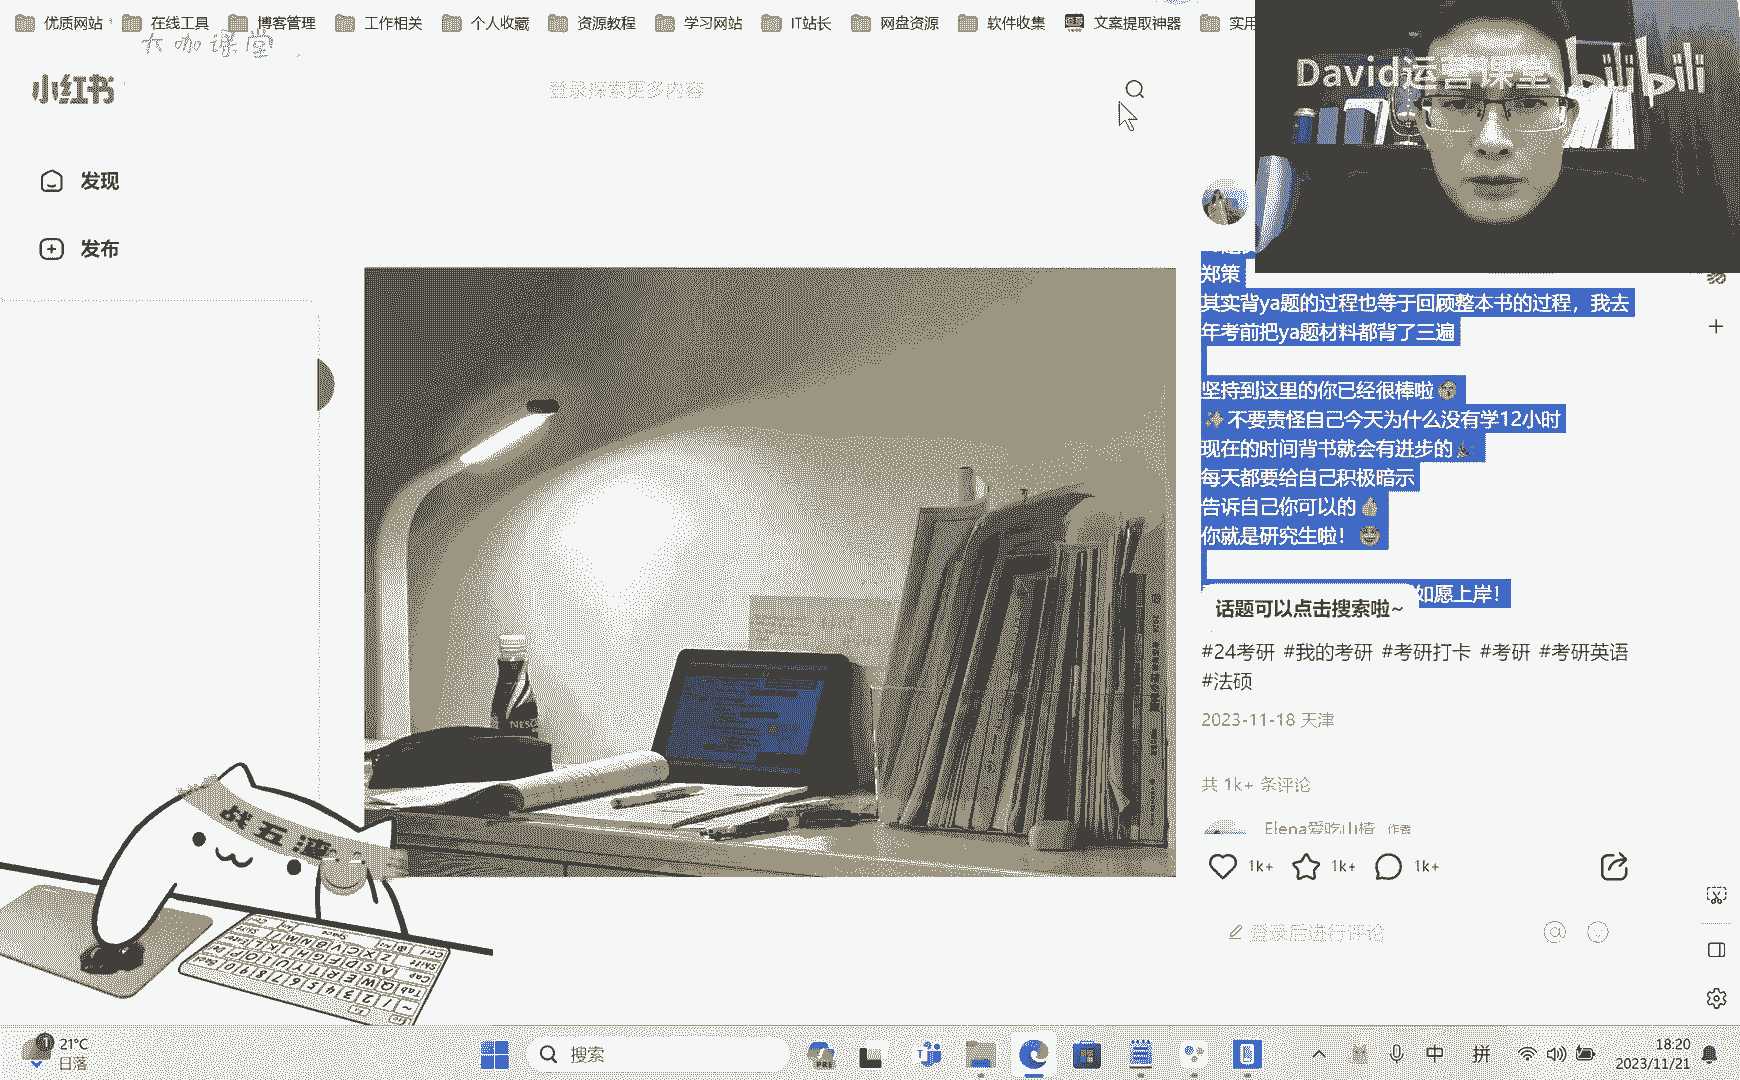 优质网站 在线工具 博客管理 工作相关 个人收藏 资源教程 学习网站 IT站长 网盘资源 软件收集 文案提取神器 实用
大咖课堂
David运营课堂
bilibili
小红书
登录探索更多内容
发现
发布
郑策
其实背ya题的过程也等于回顾整本书的过程，我去
年考前把ya题材料都背了三遍
坚持到这里的你已经很棒啦
不要责怪自己今天为什么没有学12小时
现在的时间背书就会有进步的
每天都要给自己积极暗示
告诉自己你可以的
你就是研究生啦！
如愿上岸！
话题可以点击搜索啦~
#24考研 #我的考研 #考研打卡 #考研 #考研英语
#法硕
2023-11-18 天津
共 1k+ 条评论
Elena爱吃山楂 作者
1k+ 1k+ 1k+
登录后进行评论
NESC
21°C
日落
搜索
中 拼
18:20
2023/11/21